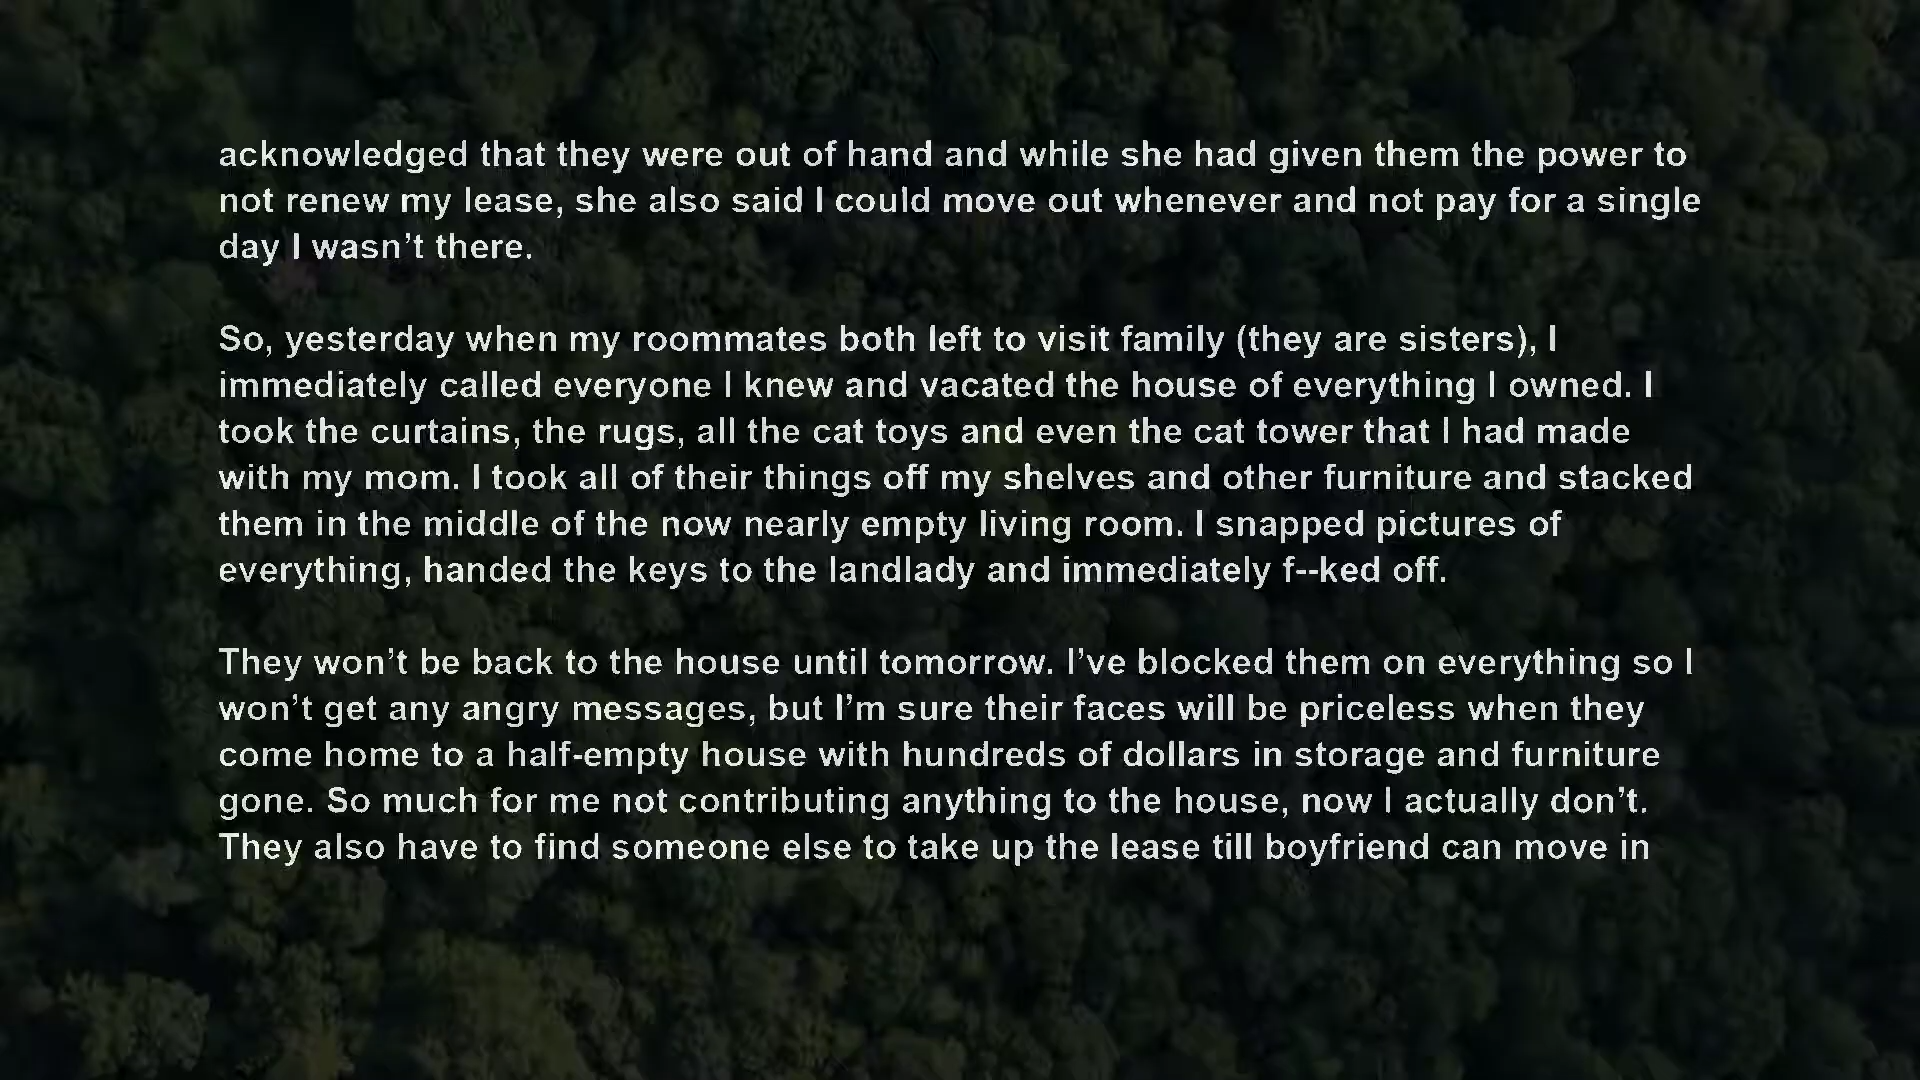 acknowledged that they were out of hand and while she had given them the power to
not renew my lease, she also said I could move out whenever and not pay for a single
day I wasn’t there.
So, yesterday when my roommates both left to visit family (they are sisters), I
immediately called everyone I knew and vacated the house of everything I owned. I
took the curtains, the rugs, all the cat toys and even the cat tower that I had made
with my mom. I took all of their things off my shelves and other furniture and stacked
them in the middle of the now nearly empty living room. I snapped pictures of
everything, handed the keys to the landlady and immediately f--ked off.
They won’t be back to the house until tomorrow. I’ve blocked them on everything so I
won’t get any angry messages, but I’m sure their faces will be priceless when they
come home to a half-empty house with hundreds of dollars in storage and furniture
gone. So much for me not contributing anything to the house, now I actually don’t.
They also have to find someone else to take up the lease till boyfriend can move in